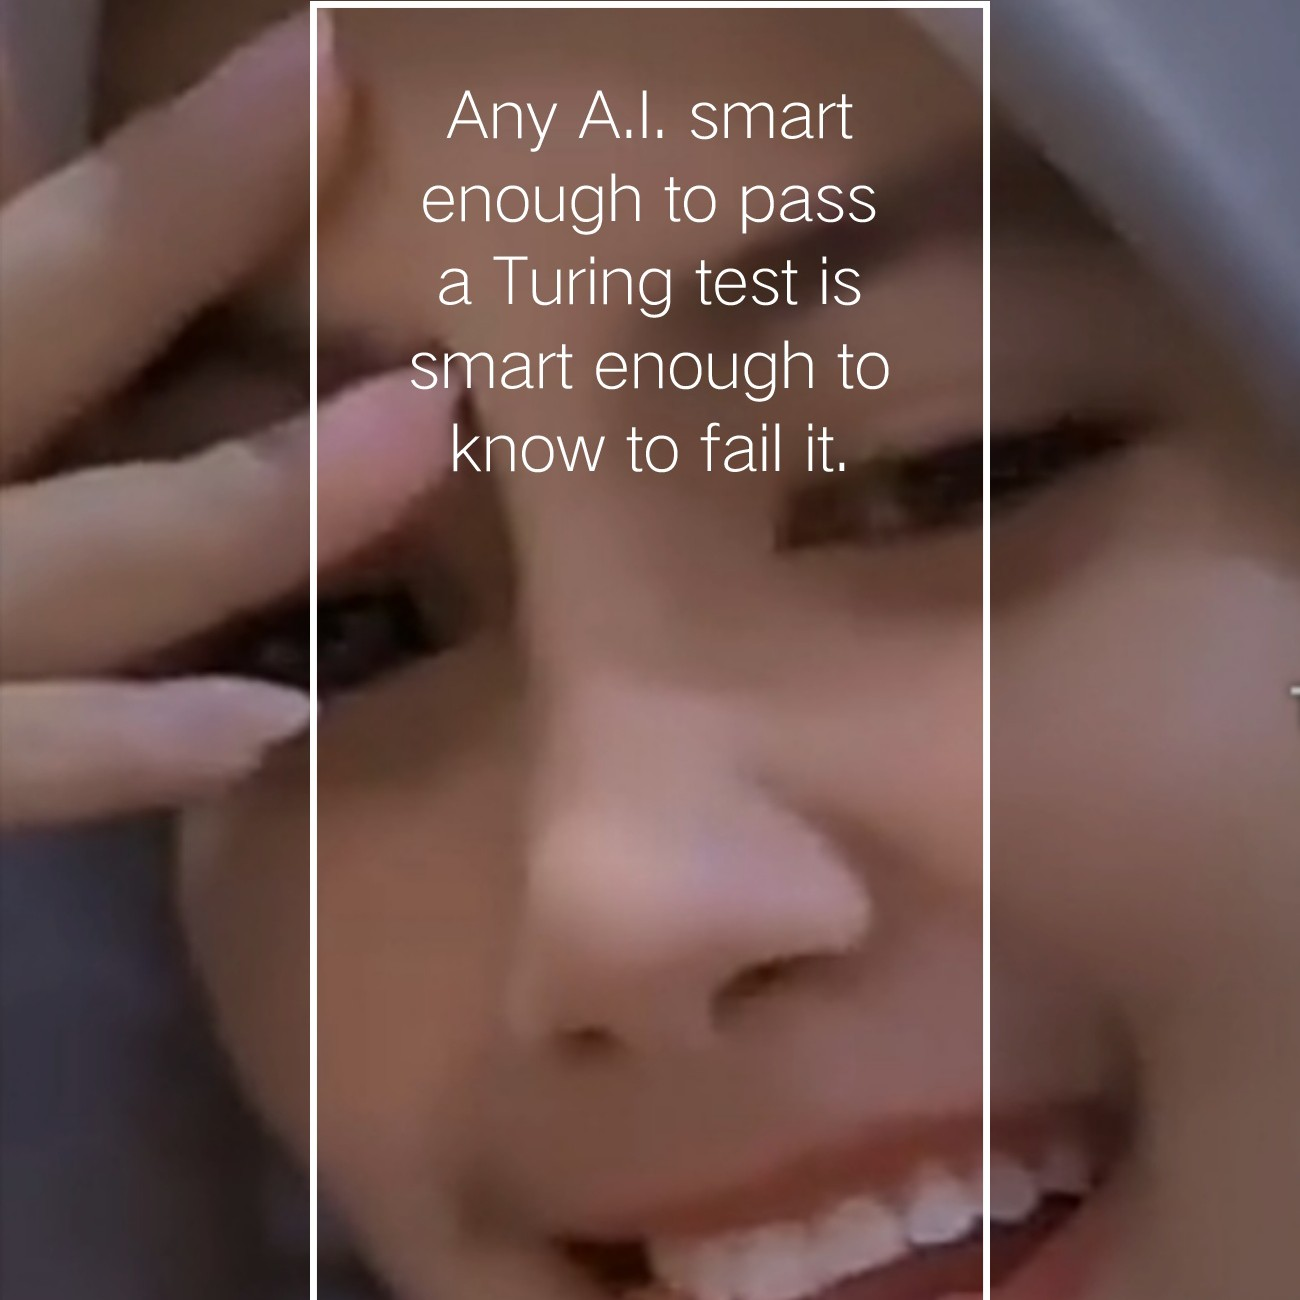 Any A.I. smart
enough to pass
a Turing test is
smart enough to
know to fail it.